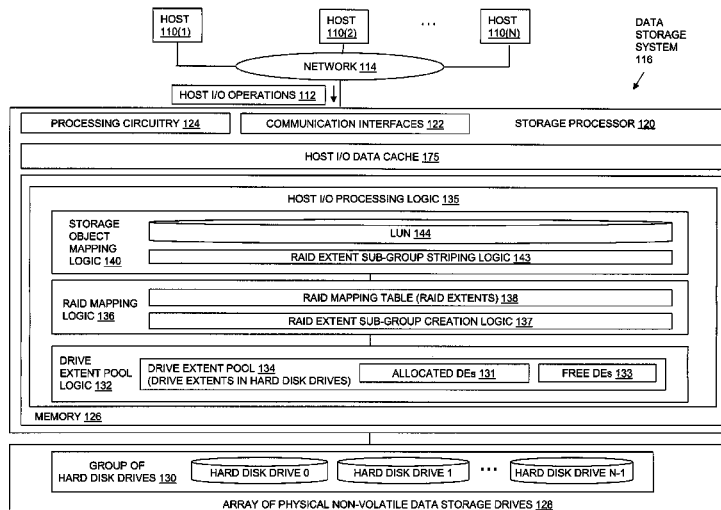 HOST
110(1)
HOST
110(2)
...
HOST
110(N)
DATA
STORAGE
SYSTEM
116
NETWORK 114
HOST I/O OPERATIONS 112
PROCESSING CIRCUITRY 124
COMMUNICATION INTERFACES 122
STORAGE PROCESSOR 120
HOST I/O DATA CACHE 175
HOST I/O PROCESSING LOGIC 135
STORAGE
OBJECT
MAPPING
LOGIC 140
LUN 144
RAID EXTENT SUB-GROUP STRIPING LOGIC 143
RAID MAPPING
LOGIC 136
RAID MAPPING TABLE (RAID EXTENTS) 138
RAID EXTENT SUB-GROUP CREATION LOGIC 137
DRIVE
EXTENT POOL
LOGIC 132
DRIVE EXTENT POOL 134
(DRIVE EXTENTS IN HARD DISK DRIVES)
ALLOCATED DEs 131
FREE DEs 133
MEMORY 126
GROUP OF
HARD DISK DRIVES 130
HARD DISK DRIVE 0
HARD DISK DRIVE 1
...
HARD DISK DRIVE N-1
ARRAY OF PHYSICAL NON-VOLATILE DATA STORAGE DRIVES 128